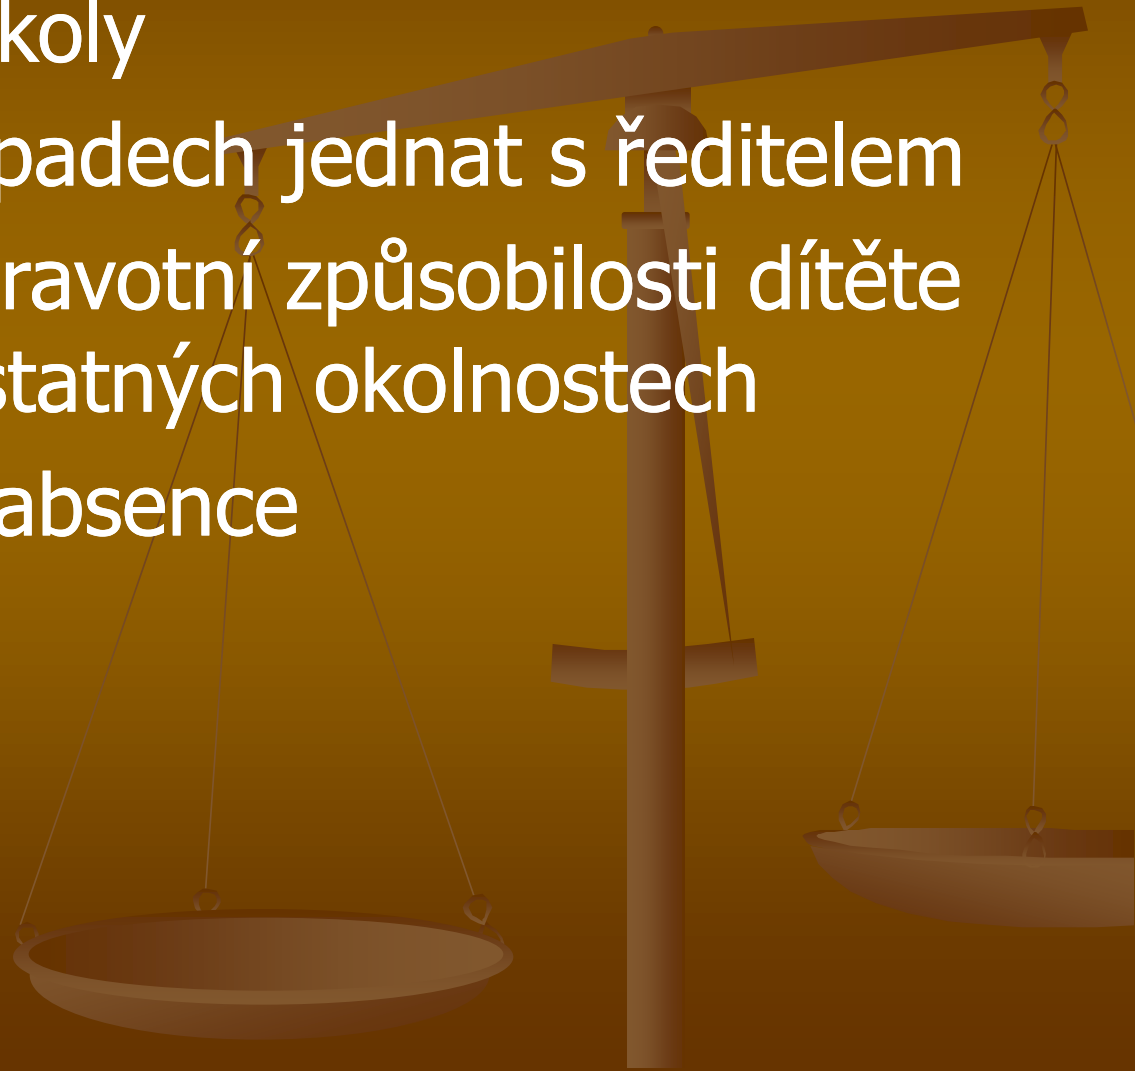 koly
padech jednat s ředitelem
ravotní způsobilosti dítěte
statných okolnostech
absence